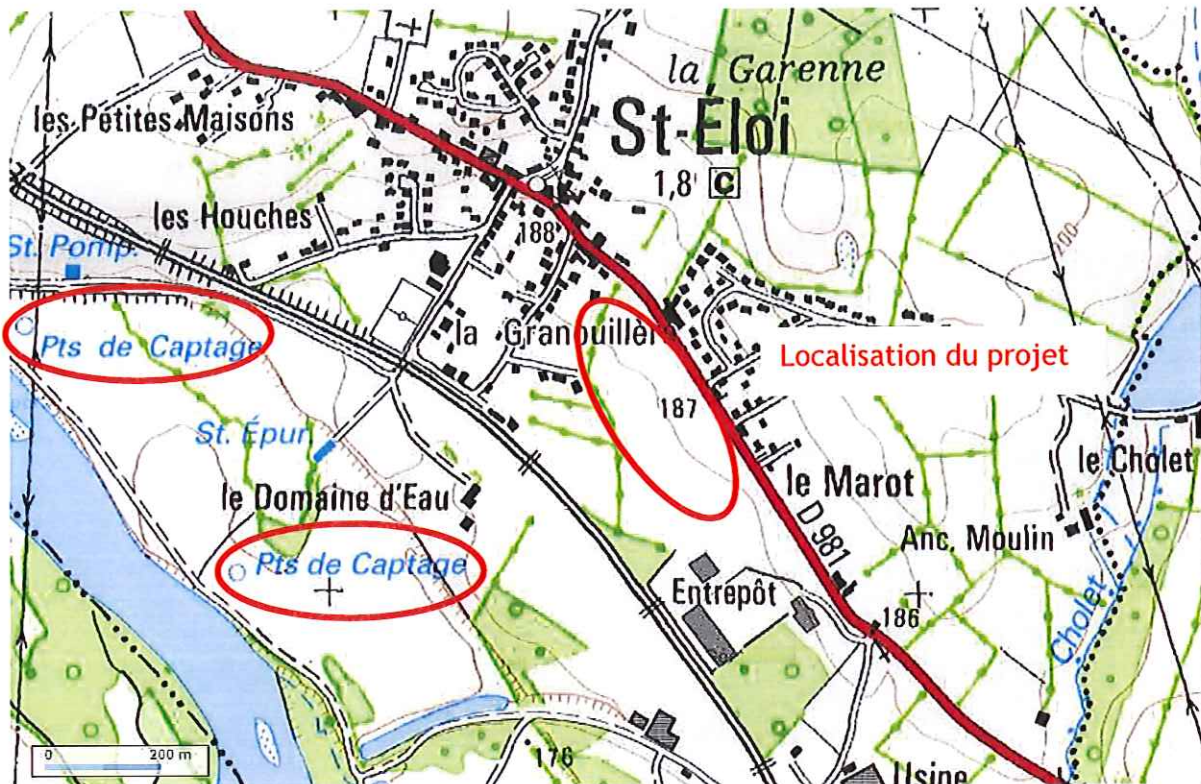 la Garenne
St-Éloi
1,8 C
les Petites Maisons
les Houches
188
200
St. Pomp.
Pts de Captage
la Granouillère
Localisation du projet
187
St. Épur.
le Domaine d'Eau
le Marot
le Cholet
D 981
Anc. Moulin
Pts de Captage
Entrepôt
186
Cholet
0 200 m
176
Usine